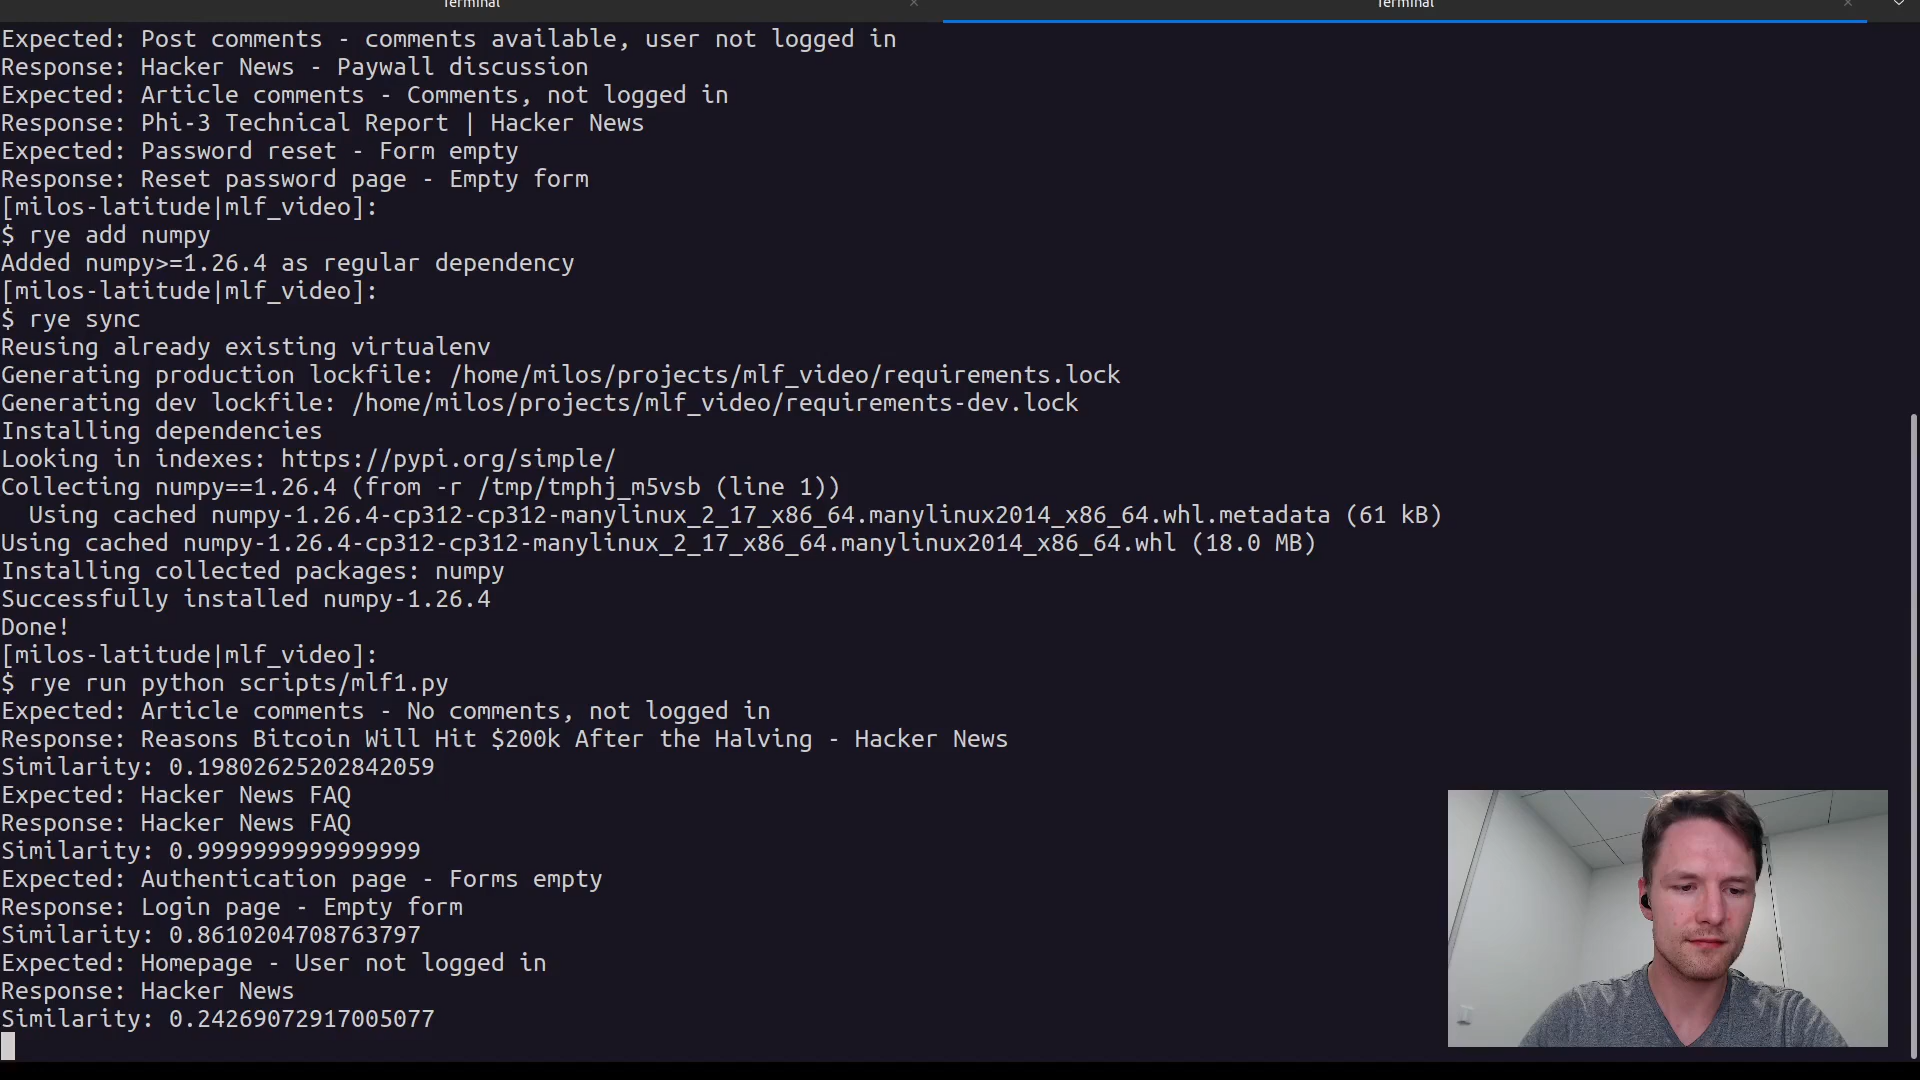 Terminal
Terminal
Expected: Post comments - comments available, user not logged in
Response: Hacker News - Paywall discussion
Expected: Article comments - Comments, not logged in
Response: Phi-3 Technical Report | Hacker News
Expected: Password reset - Form empty
Response: Reset password page - Empty form
[milos-latitude|mlf_video]:
$ rye add numpy
Added numpy>=1.26.4 as regular dependency
[milos-latitude|mlf_video]:
$ rye sync
Reusing already existing virtualenv
Generating production lockfile: /home/milos/projects/mlf_video/requirements.lock
Generating dev lockfile: /home/milos/projects/mlf_video/requirements-dev.lock
Installing dependencies
Looking in indexes: https://pypi.org/simple/
Collecting numpy==1.26.4 (from -r /tmp/tmphj_m5vsb (line 1))
  Using cached numpy-1.26.4-cp312-cp312-manylinux_2_17_x86_64.manylinux2014_x86_64.whl.metadata (61 kB)
Using cached numpy-1.26.4-cp312-cp312-manylinux_2_17_x86_64.manylinux2014_x86_64.whl (18.0 MB)
Installing collected packages: numpy
Successfully installed numpy-1.26.4
Done!
[milos-latitude|mlf_video]:
$ rye run python scripts/mlf1.py
Expected: Article comments - No comments, not logged in
Response: Reasons Bitcoin Will Hit $200k After the Halving - Hacker News
Similarity: 0.19802625202842059
Expected: Hacker News FAQ
Response: Hacker News FAQ
Similarity: 0.9999999999999999
Expected: Authentication page - Forms empty
Response: Login page - Empty form
Similarity: 0.8610204708763797
Expected: Homepage - User not logged in
Response: Hacker News
Similarity: 0.24269072917005077